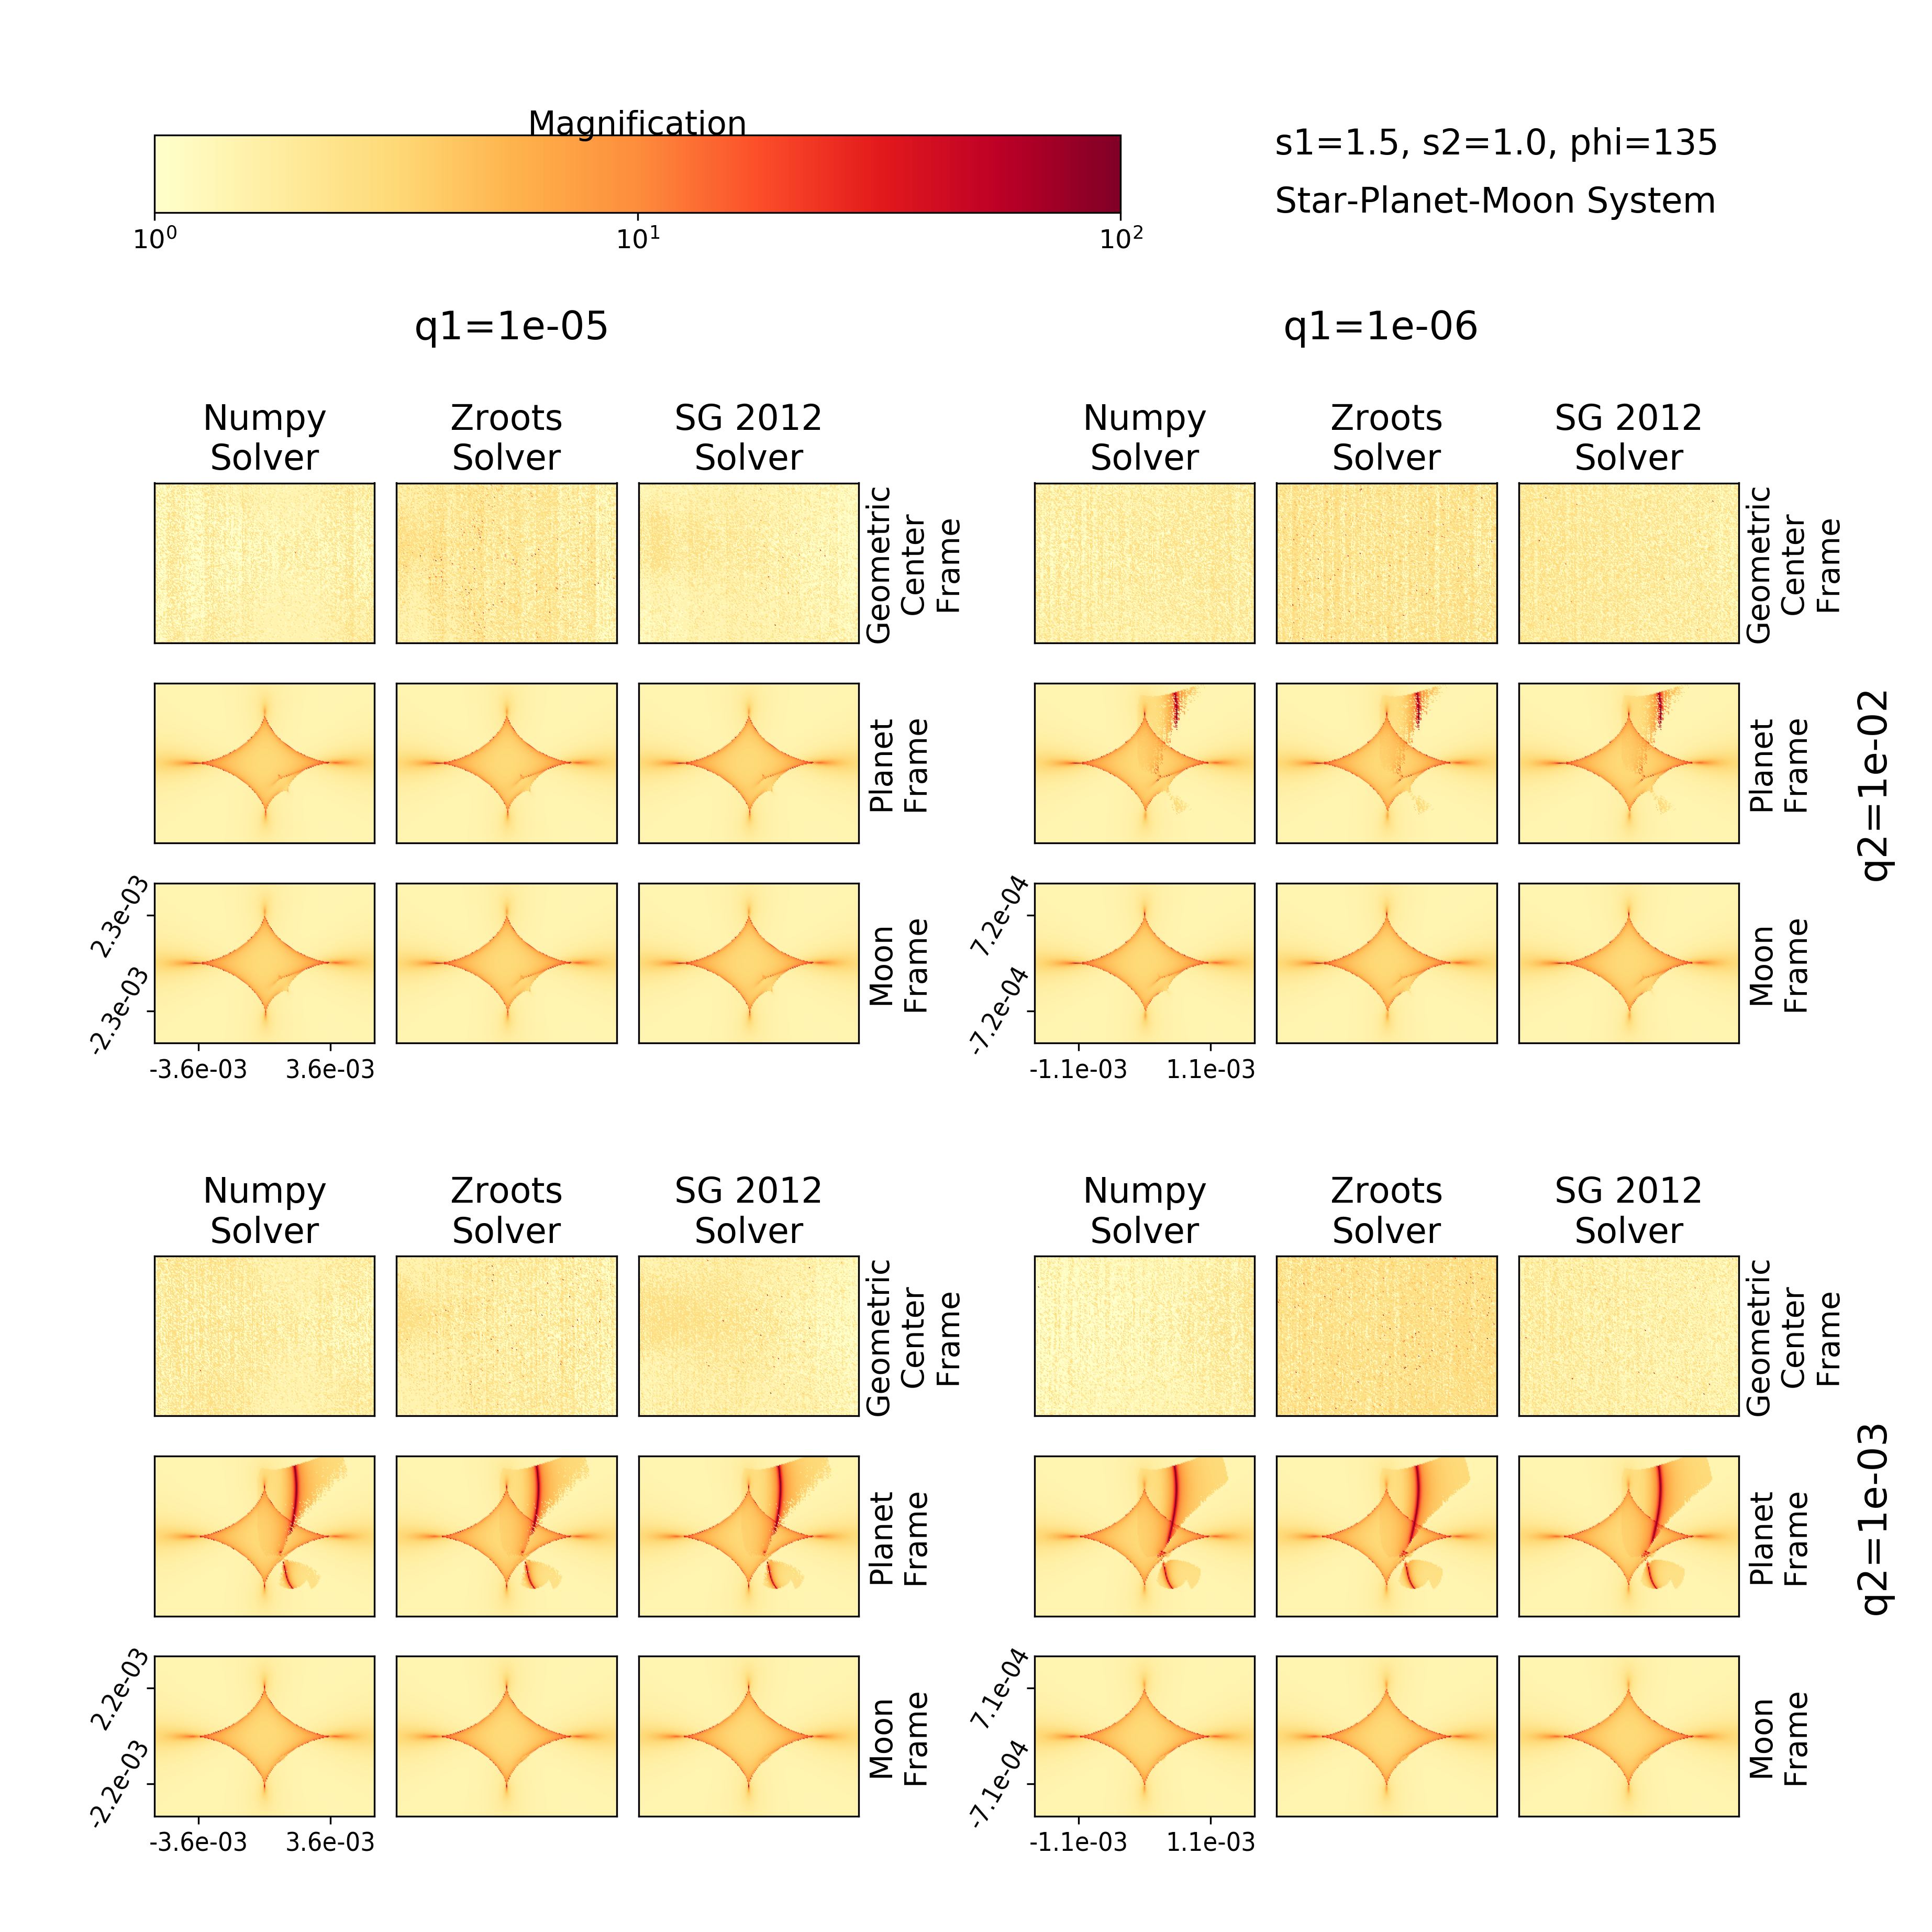 Magnification
10⁰ 10¹ 10²
s1=1.5, s2=1.0, phi=135
Star-Planet-Moon System
q1=1e-05
q1=1e-06
Numpy
Solver
Zroots
Solver
SG 2012
Solver
Geometric
Center
Frame
Planet
Frame
2.3e-03
-2.3e-03
Moon
Frame
-3.6e-03 3.6e-03
Numpy
Solver
Zroots
Solver
SG 2012
Solver
Geometric
Center
Frame
Planet
Frame
7.2e-04
-7.2e-04
Moon
Frame
-1.1e-03 1.1e-03
q2=1e-02
Numpy
Solver
Zroots
Solver
SG 2012
Solver
Geometric
Center
Frame
Planet
Frame
2.2e-03
-2.2e-03
Moon
Frame
-3.6e-03 3.6e-03
Numpy
Solver
Zroots
Solver
SG 2012
Solver
Geometric
Center
Frame
Planet
Frame
7.1e-04
-7.1e-04
Moon
Frame
-1.1e-03 1.1e-03
q2=1e-03